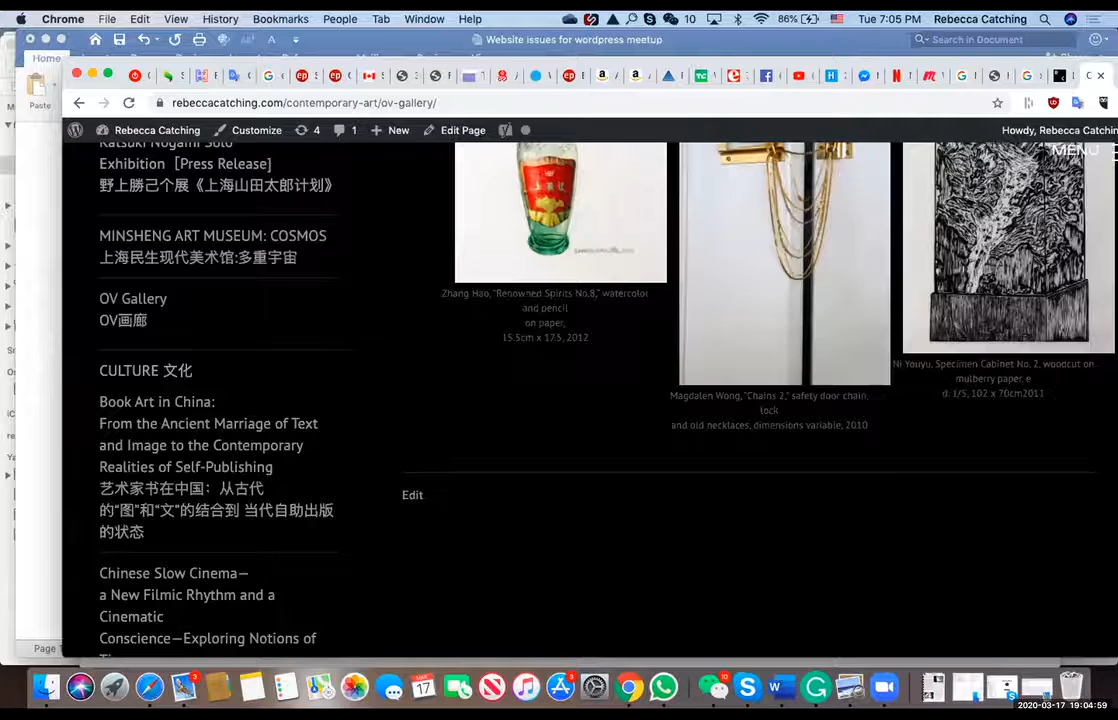 Chrome File Edit View History Bookmarks People Tab Window Help 10 86% Tue 7:05 PM Rebecca Catching
Website issues for wordpress meetup
Search in Document
Home
Paste
rebeccacatching.com/contemporary-art/ov-gallery/
Rebecca Catching Customize 4 1 New Edit Page Howdy, Rebecca Catchin
MENU
Katsuki Nogami Solo
Exhibition [Press Release]
野上勝己个展《上海山田太郎计划》
MINSHENG ART MUSEUM: COSMOS
上海民生现代美术馆:多重宇宙
OV Gallery
OV画廊
CULTURE 文化
Book Art in China:
From the Ancient Marriage of Text
and Image to the Contemporary
Realities of Self-Publishing
艺术家书在中国：从古代
的“图”和“文”的结合到 当代自助出版
的状态
Chinese Slow Cinema—
a New Filmic Rhythm and a
Cinematic
Conscience—Exploring Notions of
Zhang Hao, "Renowned Spirits No.8," watercolor
and pencil
on paper,
15.5cm x 17.5, 2012
Magdalen Wong, "Chains 2," safety door chain,
lock
and old necklaces, dimensions variable, 2010
Ni Youyu, Specimen Cabinet No. 2, woodcut on
mulberry paper, e
d. 1/5, 102 x 70cm2011
Edit
Page
2020-03-17 19:04:59